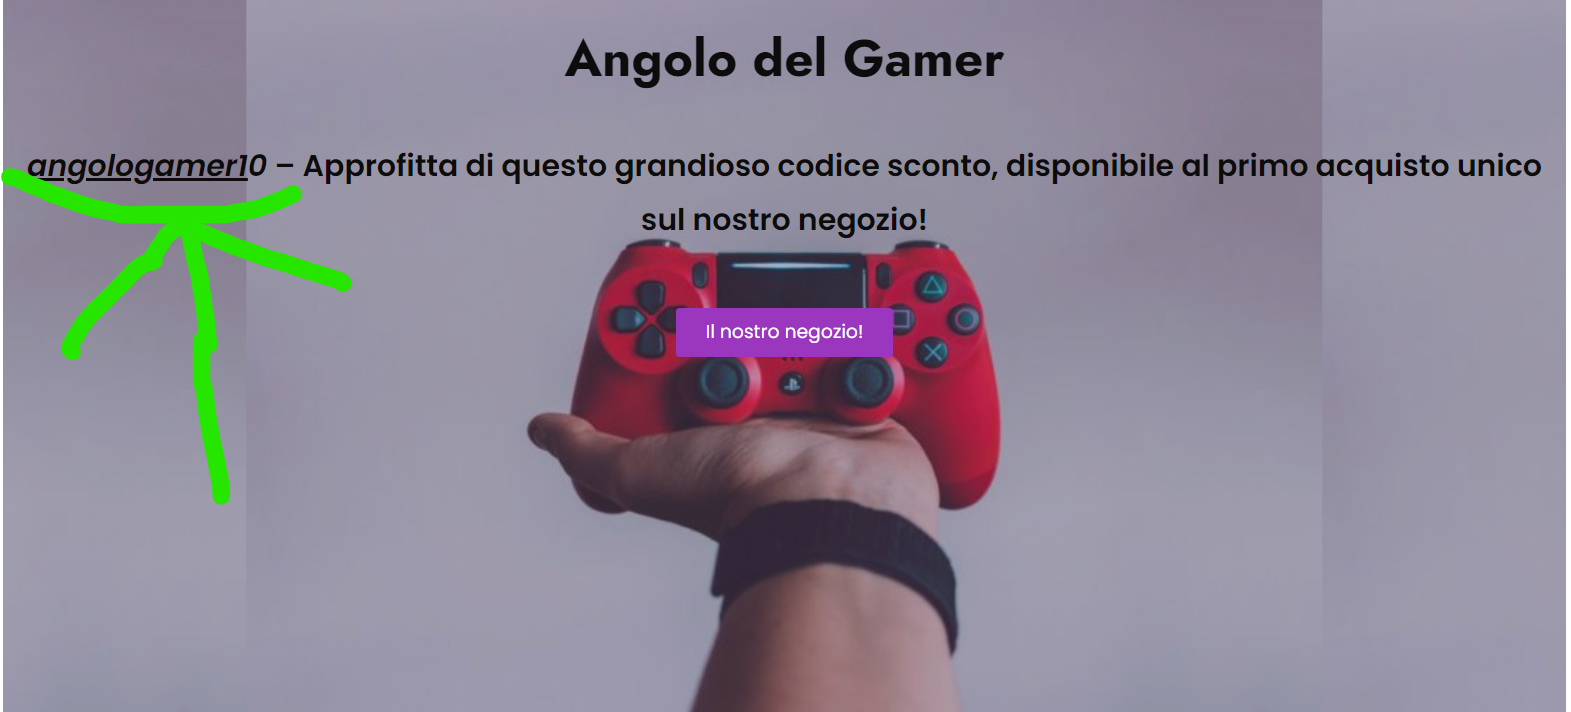 Angolo del Gamer
angologamer10 – Approfitta di questo grandioso codice sconto, disponibile al primo acquisto unico
sul nostro negozio!
Il nostro negozio!